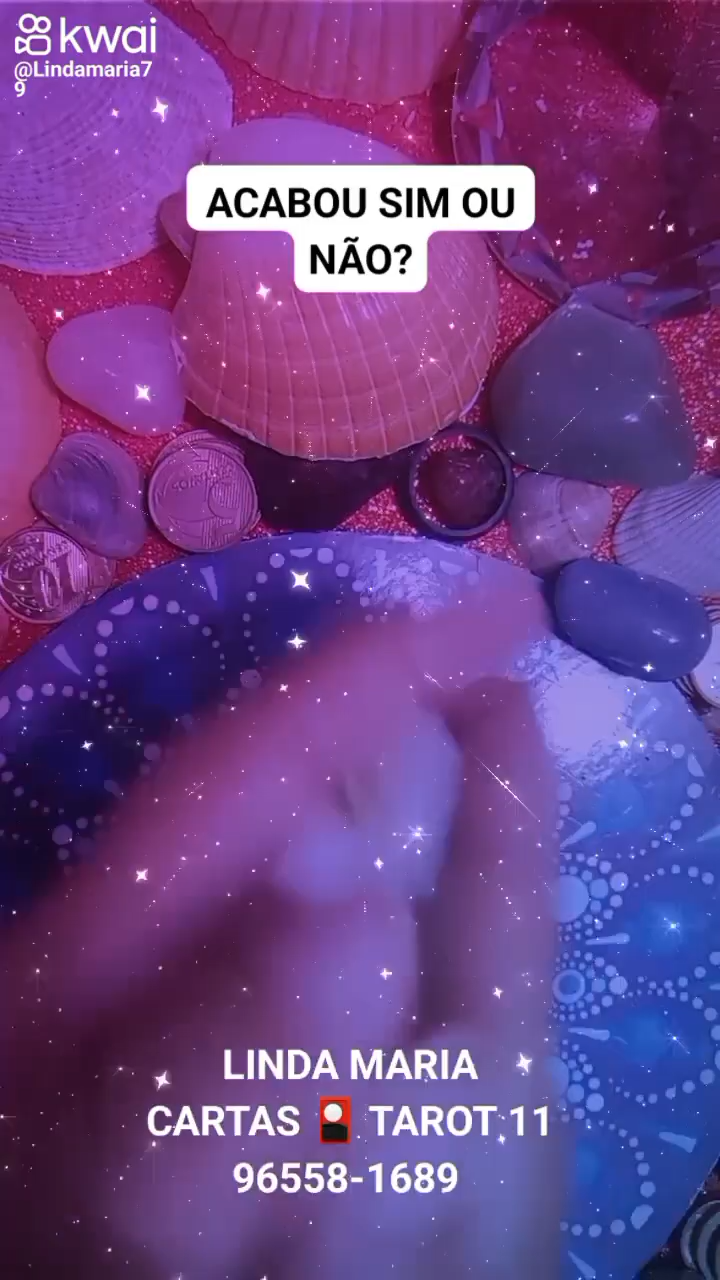 kwai
@Lindamaria7
9
ACABOU SIM OU
NÃO?
LINDA MARIA
CARTAS 🎴 TAROT 11
96558-1689